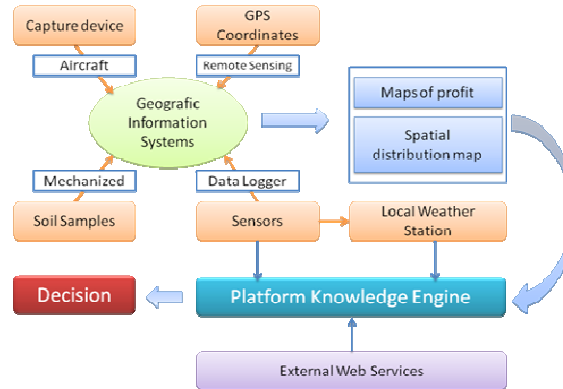 Capture device
GPS
Coordinates
Aircraft
Remote Sensing
Geografic
Information
Systems
Maps of profit
Spatial
distribution map
Mechanized
Data Logger
Soil Samples
Sensors
Local Weather
Station
Decision
Platform Knowledge Engine
External Web Services